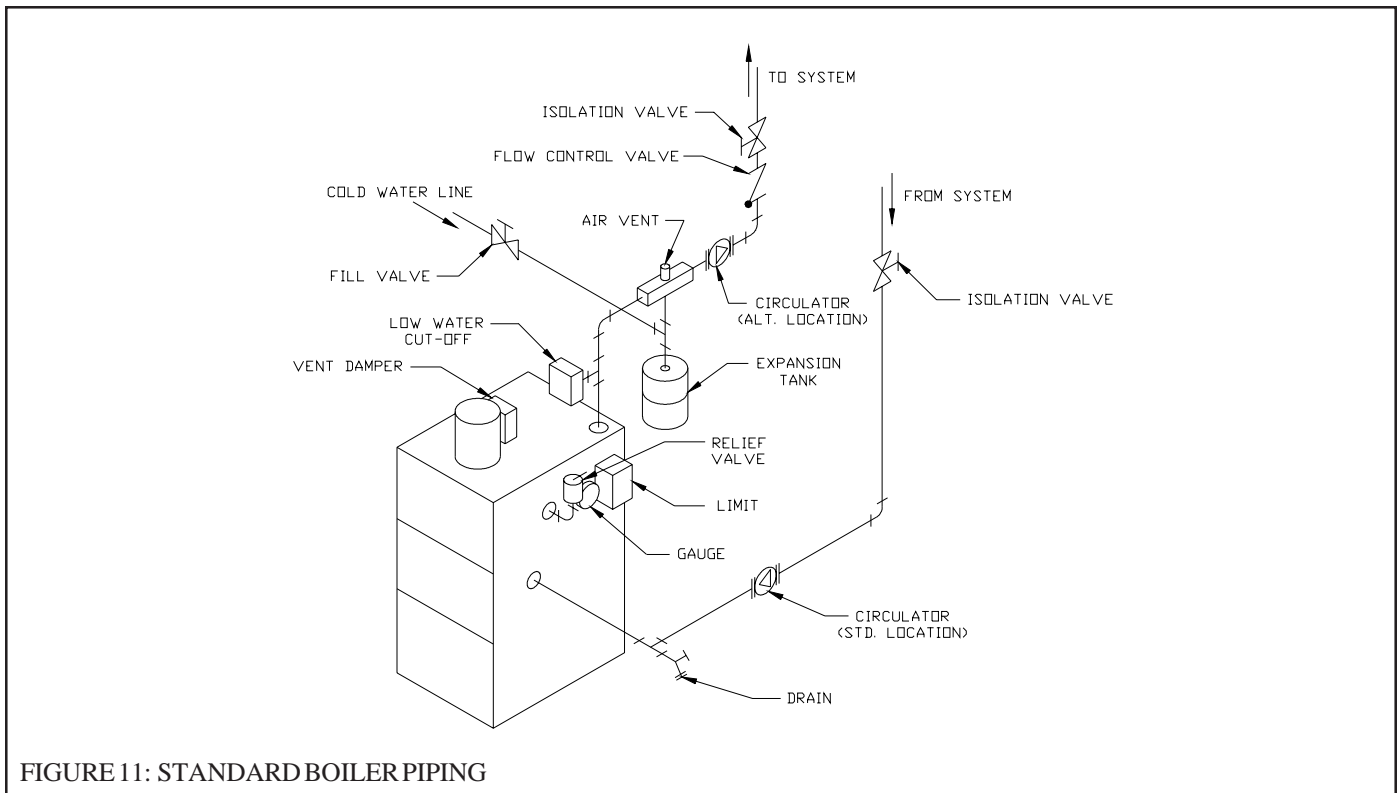 TO SYSTEM
ISOLATION VALVE
FLOW CONTROL VALVE
COLD WATER LINE
FROM SYSTEM
AIR VENT
FILL VALVE
ISOLATION VALVE
CIRCULATOR
(ALT. LOCATION)
LOW WATER
CUT-OFF
VENT DAMPER
EXPANSION
TANK
RELIEF
VALVE
LIMIT
GAUGE
CIRCULATOR
(STD. LOCATION)
DRAIN
FIGURE 11: STANDARD BOILER PIPING